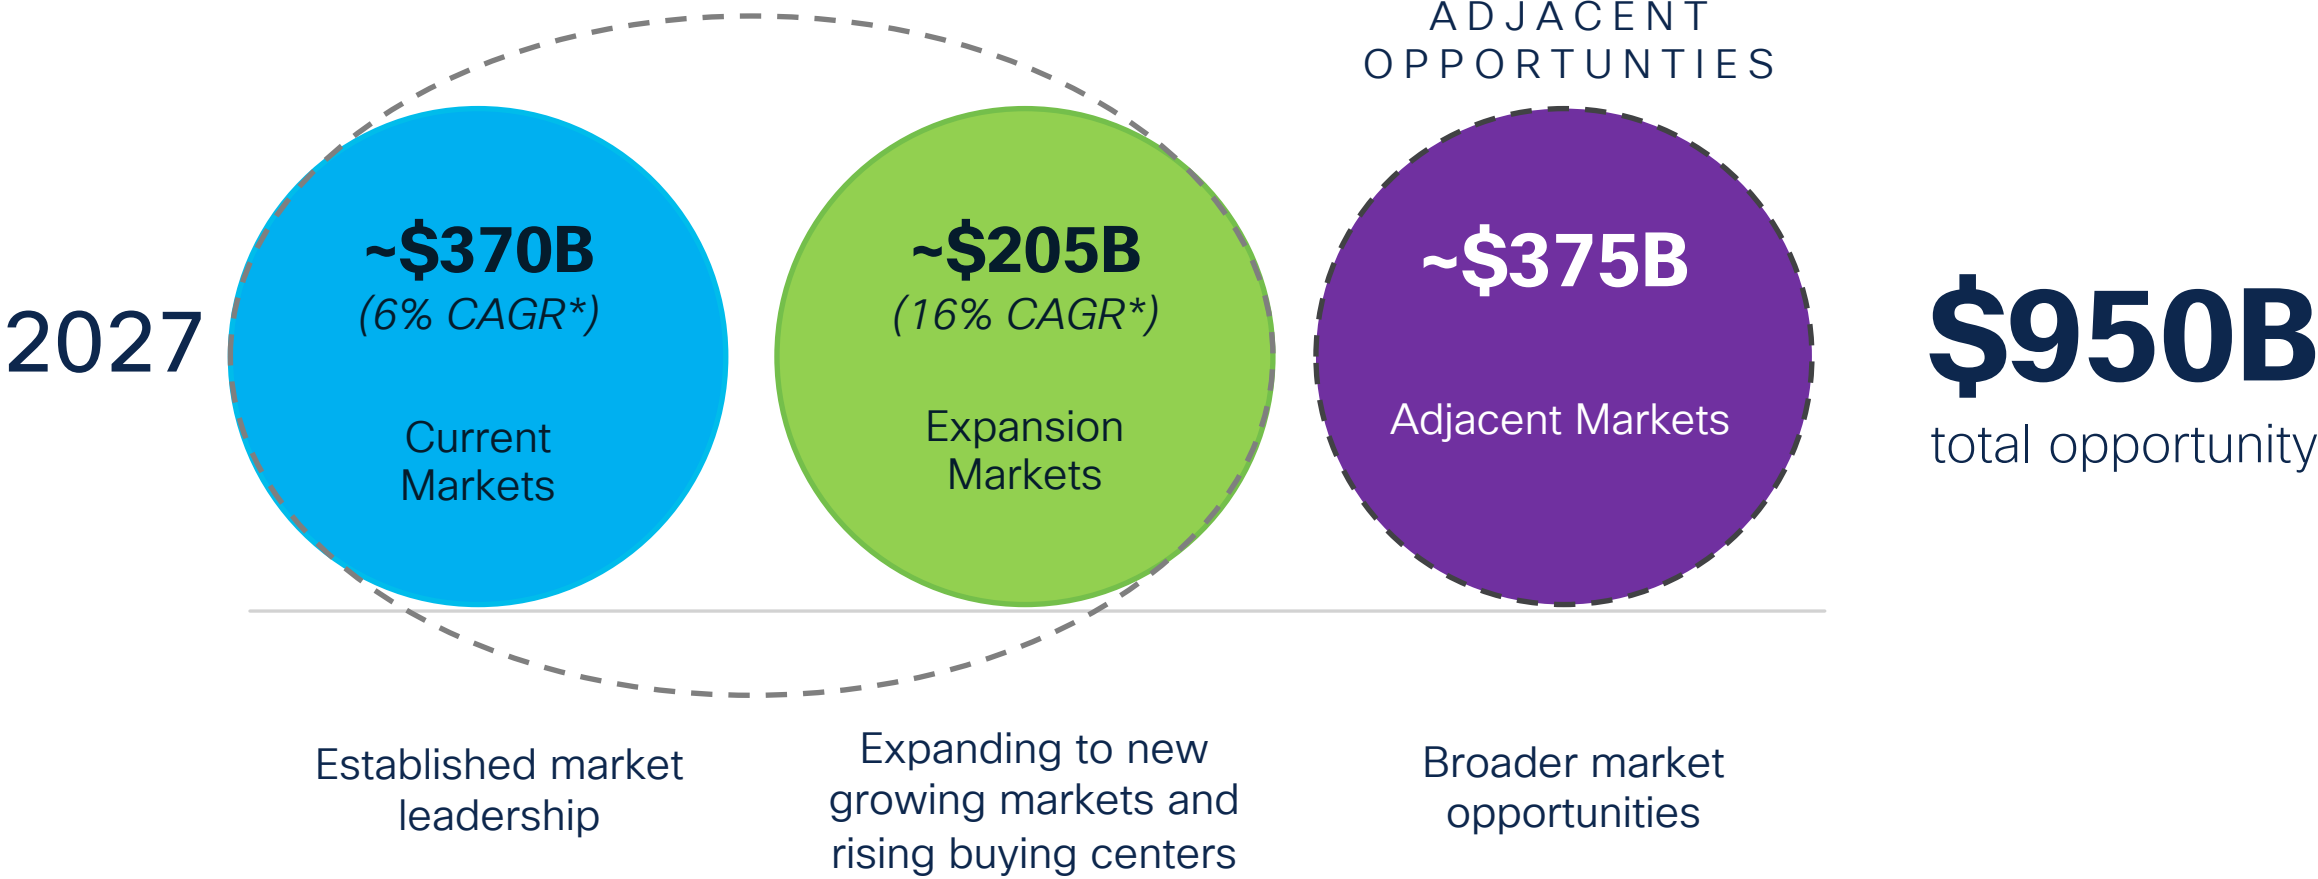 ADJACENT
OPPORTUNTIES
2027
~$370B
(6% CAGR*)
Current
Markets
~$205B
(16% CAGR*)
Expansion
Markets
~$375B
Adjacent Markets
$950B
total opportunity
Established market
leadership
Expanding to new
growing markets and
rising buying centers
Broader market
opportunities